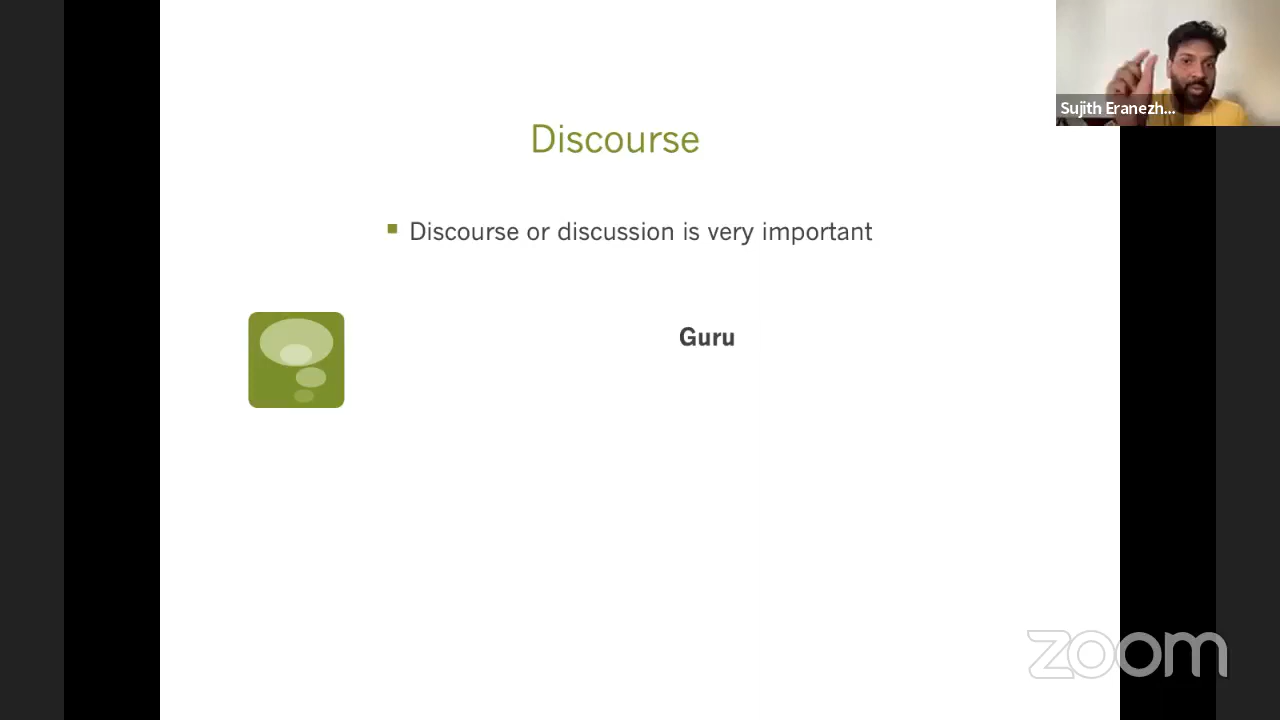 Sujith Eranezh...
Discourse
Discourse or discussion is very important
Guru
zoom